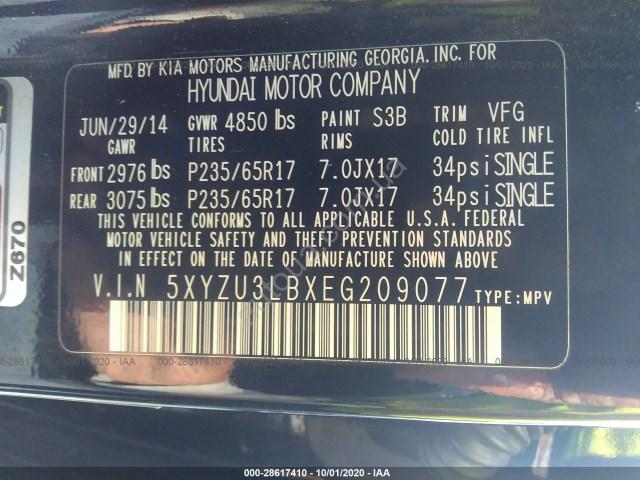 MFD. BY KIA MOTORS MANUFACTURING GEORGIA, INC. FOR
HYUNDAI MOTOR COMPANY
JUN/29/14 GVWR 4850 lbs PAINT S3B TRIM VFG
GAWR TIRES RIMS COLD TIRE INFL
FRONT 2976 lbs P235/65R17 7.0JX17 34psi SINGLE
REAR 3075 lbs P235/65R17 7.0JX17 34psi SINGLE
THIS VEHICLE CONFORMS TO ALL APPLICABLE U.S.A. FEDERAL
MOTOR VEHICLE SAFETY AND THEFT PREVENTION STANDARDS
IN EFFECT ON THE DATE OF MANUFACTURE SHOWN ABOVE.
V.I.N 5XYZU3LBXEG209077 TYPE: MPV
Z670
000-28617410 • 10/01/2020 - IAA